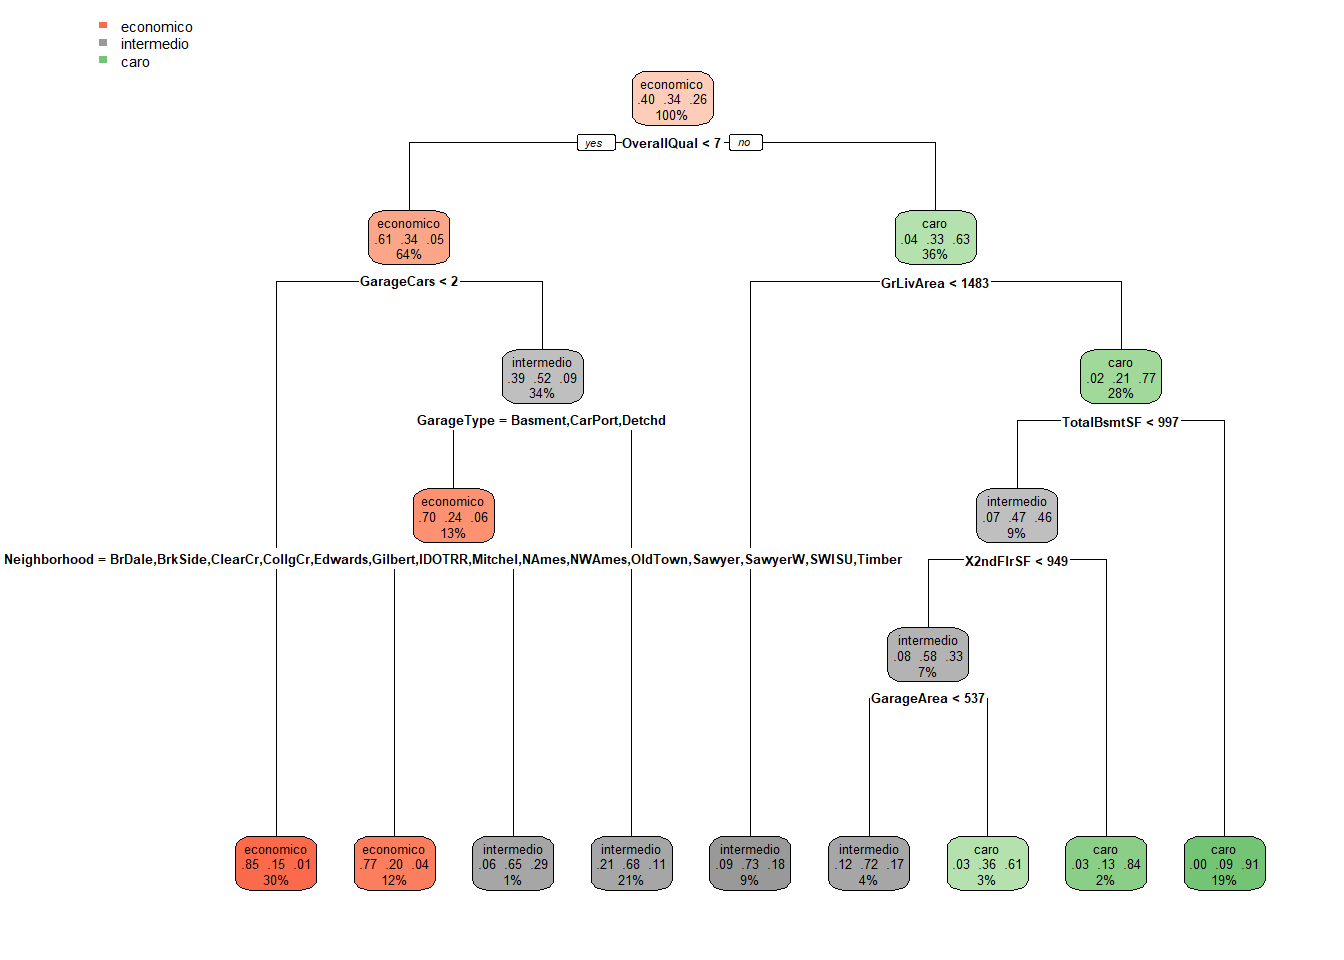 economico
intermedio
caro
economico
.40 .34 .26
100%
yes
OverallQual < 7
no
economico
.61 .34 .05
64%
caro
.04 .33 .63
36%
GarageCars < 2
GrLivArea < 1483
intermedio
.39 .52 .09
34%
caro
.02 .21 .77
28%
GarageType = Basment,CarPort,Detchd
TotalBsmtSF < 997
economico
.70 .24 .06
13%
intermedio
.07 .47 .46
9%
Neighborhood = BrDale,BrkSide,ClearCr,CollgCr,Edwards,Gilbert,IDOTRR,Mitchel,NAmes,NWAmes,OldTown,Sawyer,SawyerW,SWISU,Timber
X2ndFlrSF < 949
intermedio
.08 .58 .33
7%
GarageArea < 537
economico
.85 .15 .01
30%
economico
.77 .20 .04
12%
intermedio
.06 .65 .29
1%
intermedio
.21 .68 .11
21%
intermedio
.09 .73 .18
9%
intermedio
.12 .72 .17
4%
caro
.03 .36 .61
3%
caro
.03 .13 .84
2%
caro
.00 .09 .91
19%